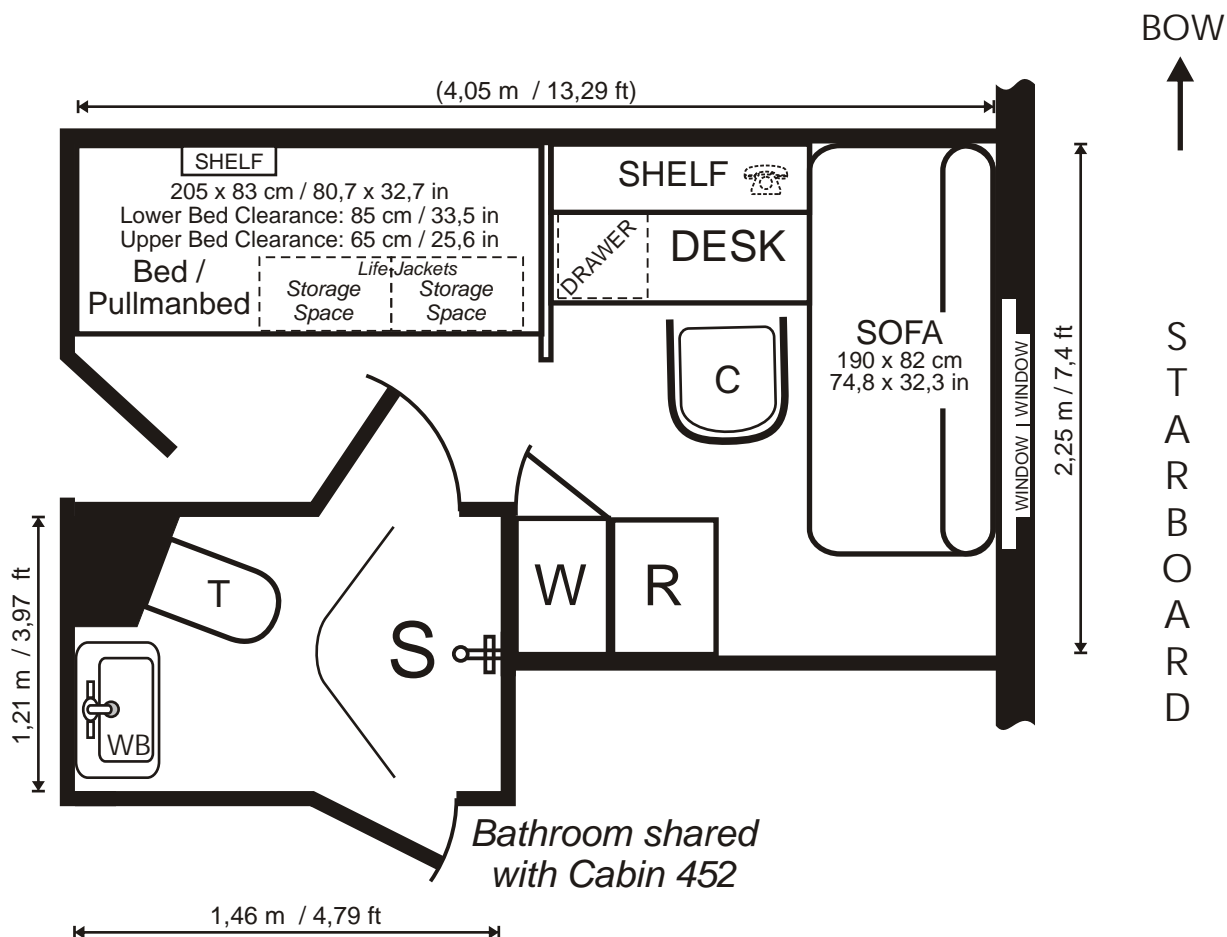 BOW
(4,05 m / 13,29 ft)
SHELF
205 x 83 cm / 80,7 x 32,7 in
Lower Bed Clearance: 85 cm / 33,5 in
Upper Bed Clearance: 65 cm / 25,6 in
Bed /
Pullmanbed
Life-Jackets
Storage
Space
Storage
Space
SHELF
DRAWER
DESK
C
SOFA
190 x 82 cm
74,8 x 32,3 in
WINDOW
WINDOW
2,25 m / 7,4 ft
STARBOARD
T
S
W
R
WB
1,21 m / 3,97 ft
Bathroom shared
with Cabin 452
1,46 m / 4,79 ft